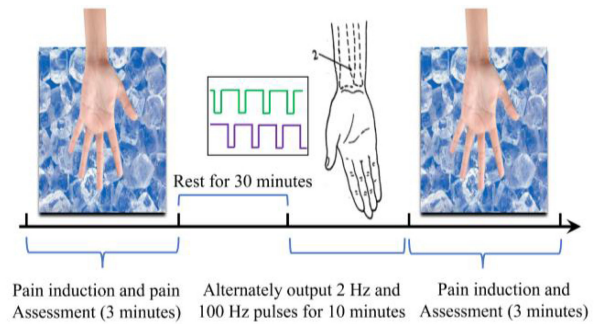 2
Rest for 30 minutes
Pain induction and pain
Assessment (3 minutes)
Alternately output 2 Hz and
100 Hz pulses for 10 minutes
Pain induction and
Assessment (3 minutes)